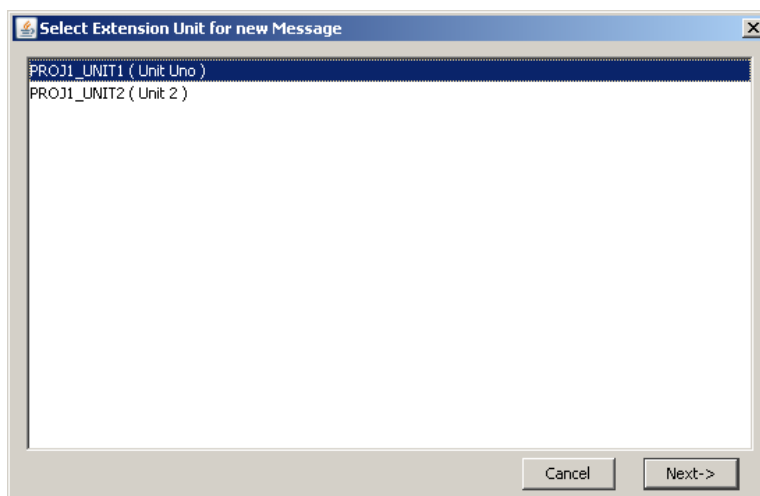 Select Extension Unit for new Message
PROJ1_UNIT1 ( Unit Uno )
PROJ1_UNIT2 ( Unit 2 )
Cancel
Next->